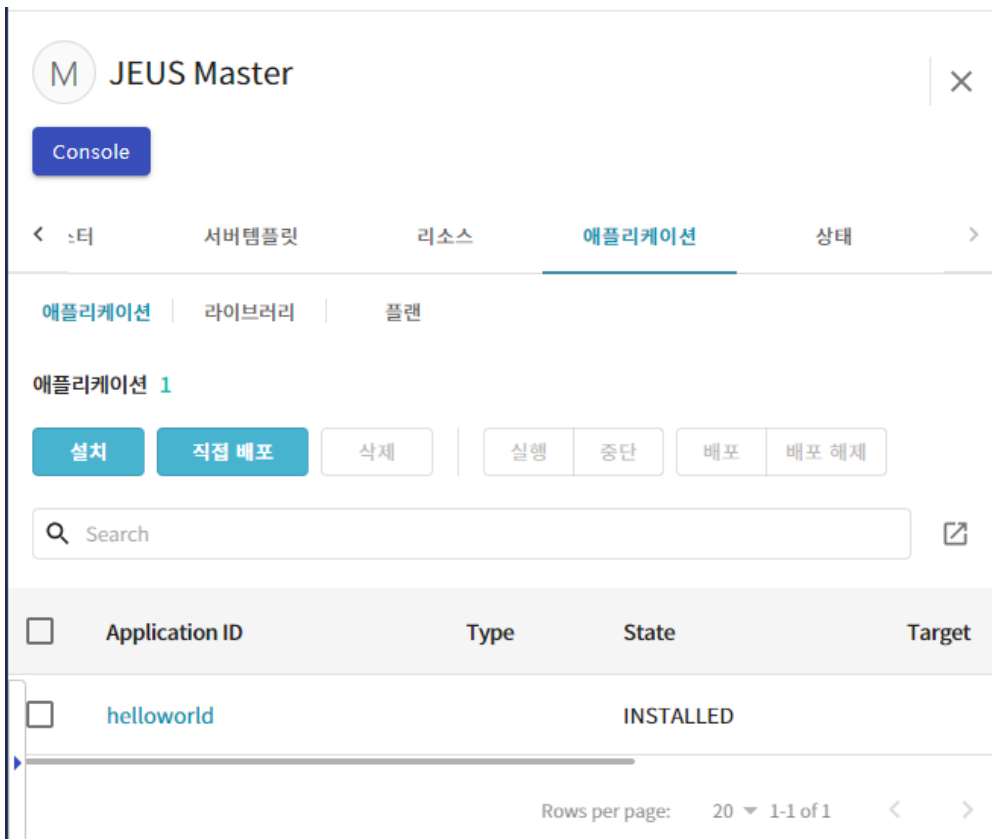 M JEUS Master
Console
서버템플릿 리소스 애플리케이션 상태
애플리케이션 라이브러리 플랜
애플리케이션 1
설치 직접 배포 삭제 실행 중단 배포 배포 해제
Search
Application ID Type State Target
helloworld INSTALLED
Rows per page: 20 1-1 of 1